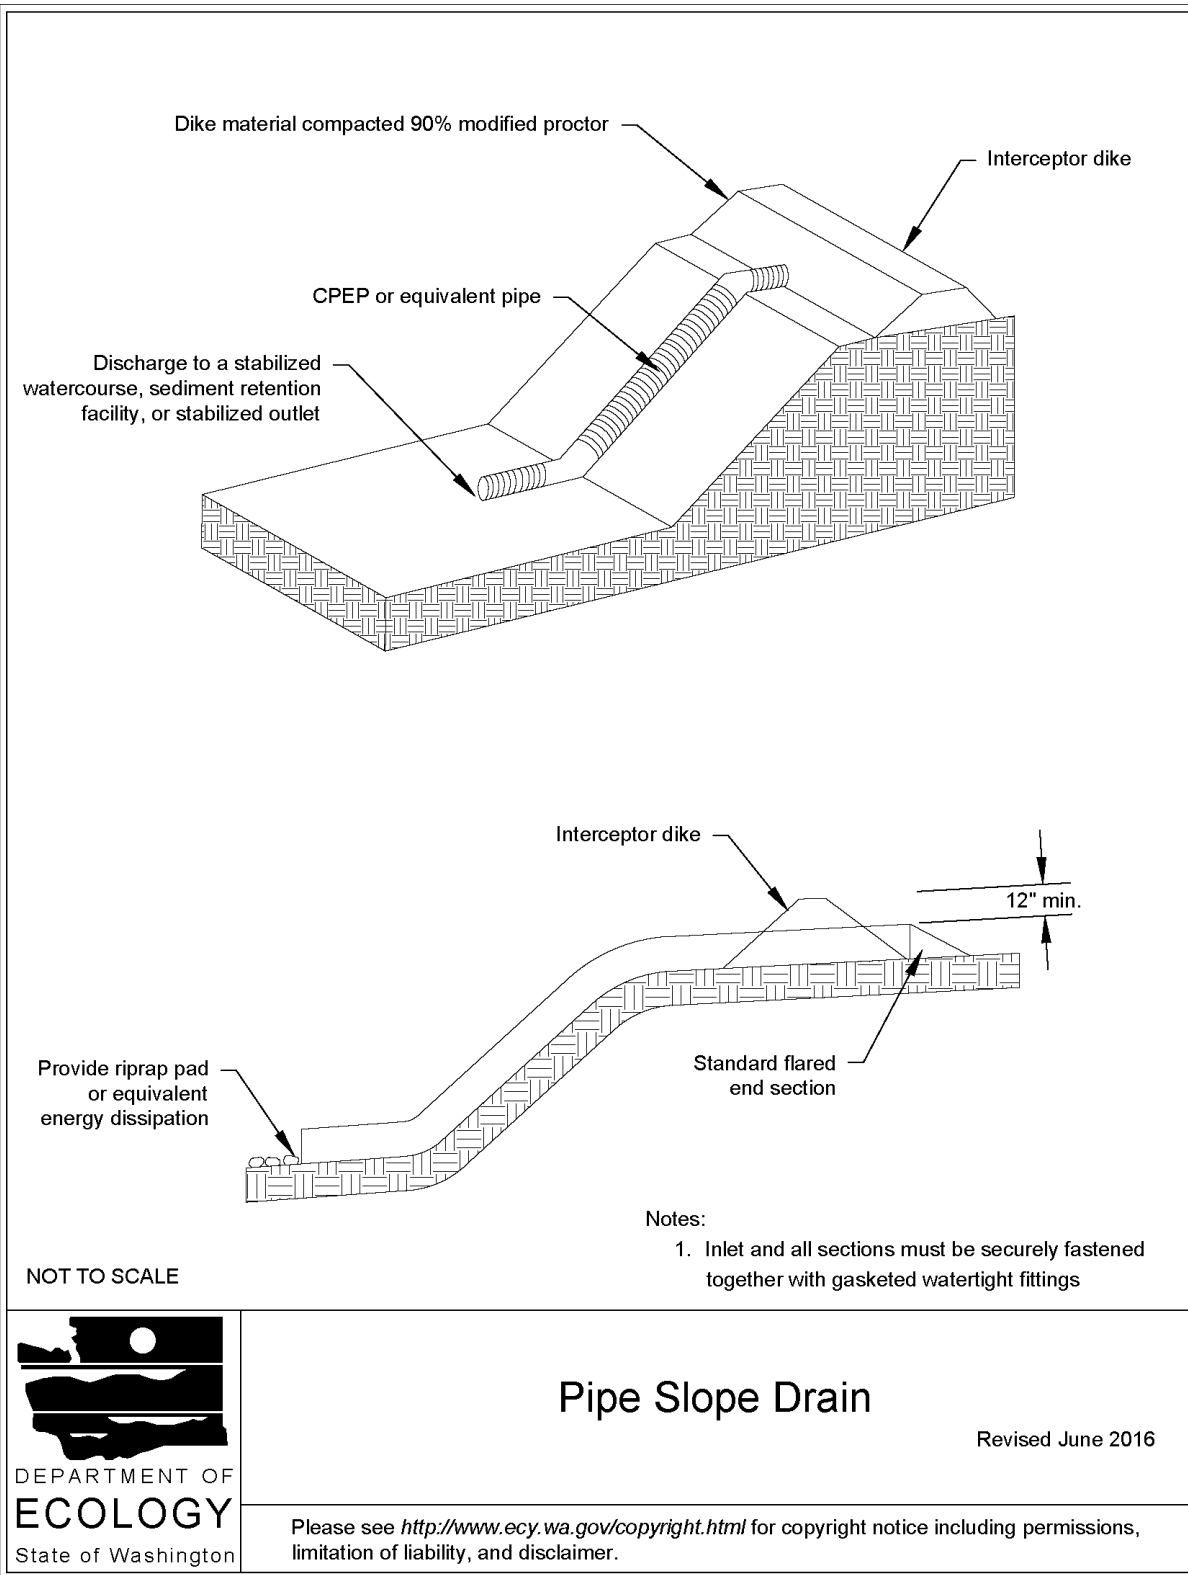 Dike material compacted 90% modified proctor
Interceptor dike
CPEP or equivalent pipe
Discharge to a stabilized
watercourse, sediment retention
facility, or stabilized outlet
Interceptor dike
12" min.
Standard flared
end section
Provide riprap pad
or equivalent
energy dissipation
Notes:
1. Inlet and all sections must be securely fastened
together with gasketed watertight fittings
NOT TO SCALE
DEPARTMENT OF
ECOLOGY
State of Washington
Pipe Slope Drain
Revised June 2016
Please see http://www.ecy.wa.gov/copyright.html for copyright notice including permissions,
limitation of liability, and disclaimer.